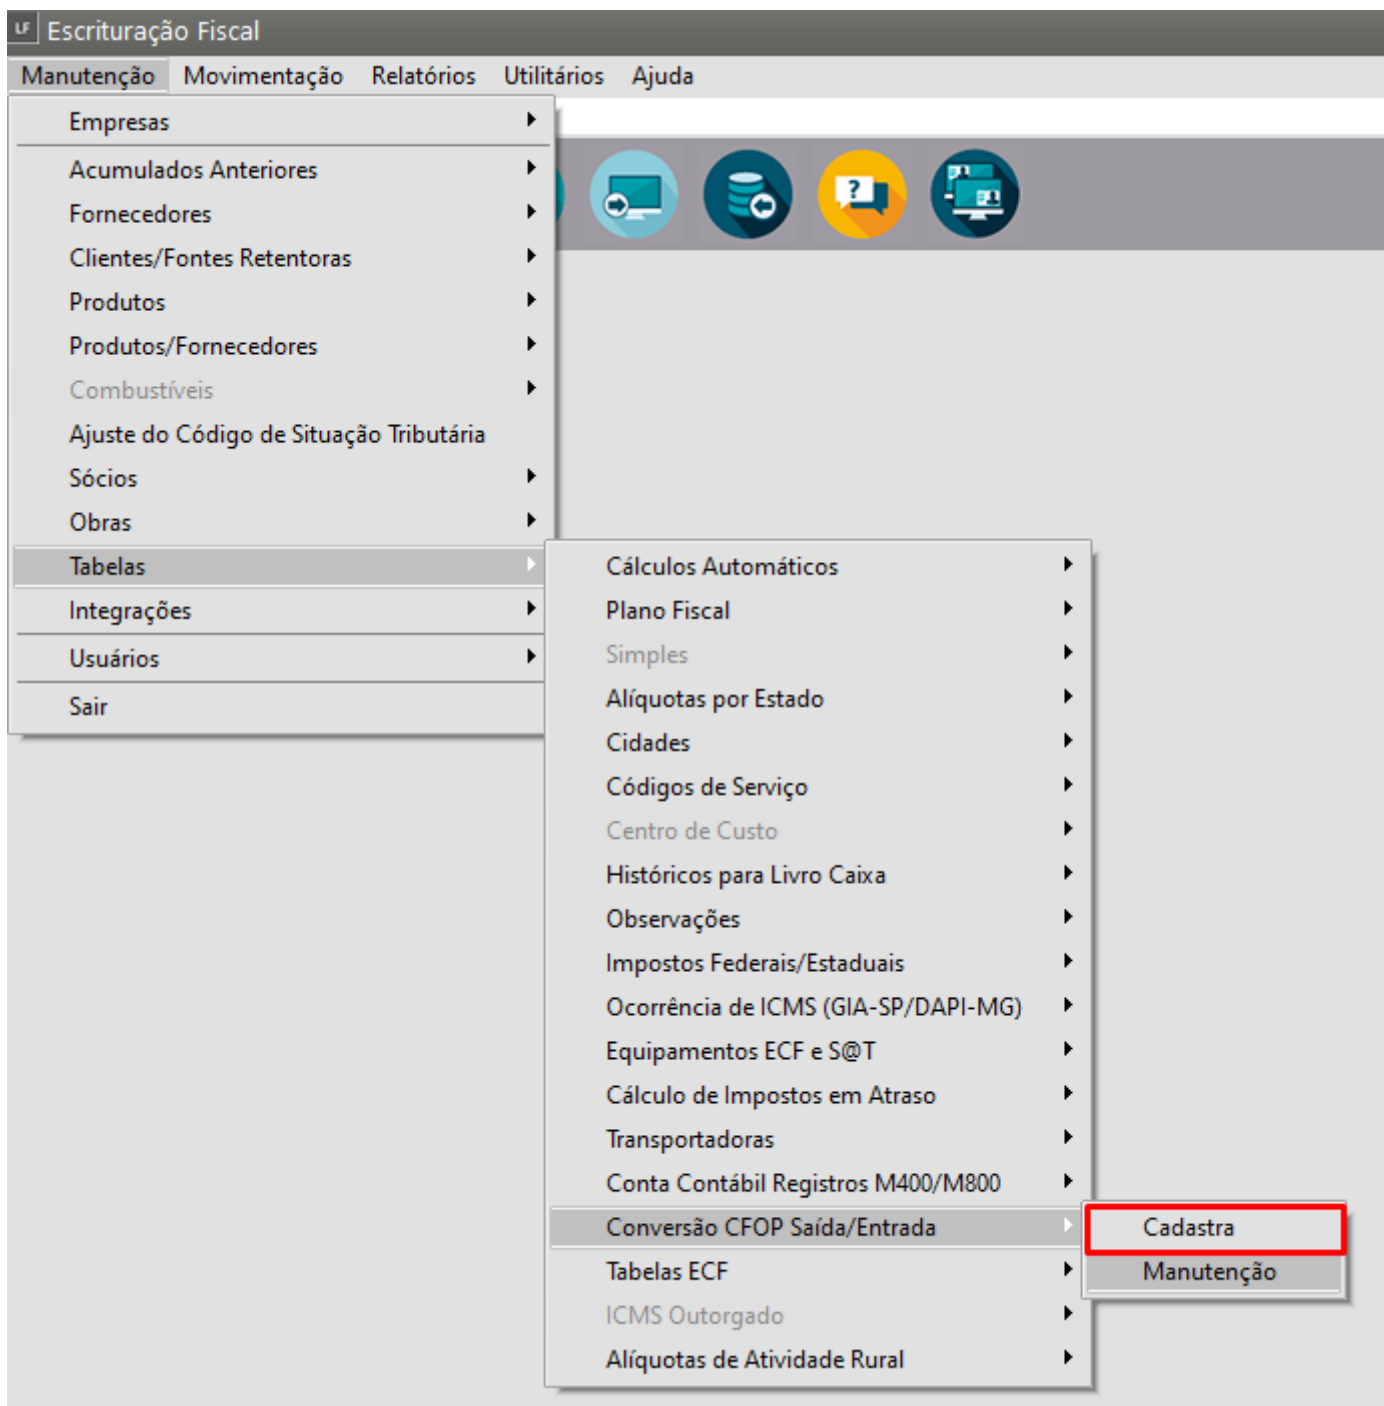 LF Escrituração Fiscal
Manutenção Movimentação Relatórios Utilitários Ajuda
Empresas
Acumulados Anteriores
Fornecedores
Clientes/Fontes Retentoras
Produtos
Produtos/Fornecedores
Combustíveis
Ajuste do Código de Situação Tributária
Sócios
Obras
Tabelas
Integrações
Usuários
Sair
Cálculos Automáticos
Plano Fiscal
Simples
Alíquotas por Estado
Cidades
Códigos de Serviço
Centro de Custo
Históricos para Livro Caixa
Observações
Impostos Federais/Estaduais
Ocorrência de ICMS (GIA-SP/DAPI-MG)
Equipamentos ECF e S@T
Cálculo de Impostos em Atraso
Transportadoras
Conta Contábil Registros M400/M800
Conversão CFOP Saída/Entrada
Tabelas ECF
ICMS Outorgado
Alíquotas de Atividade Rural
Cadastra
Manutenção